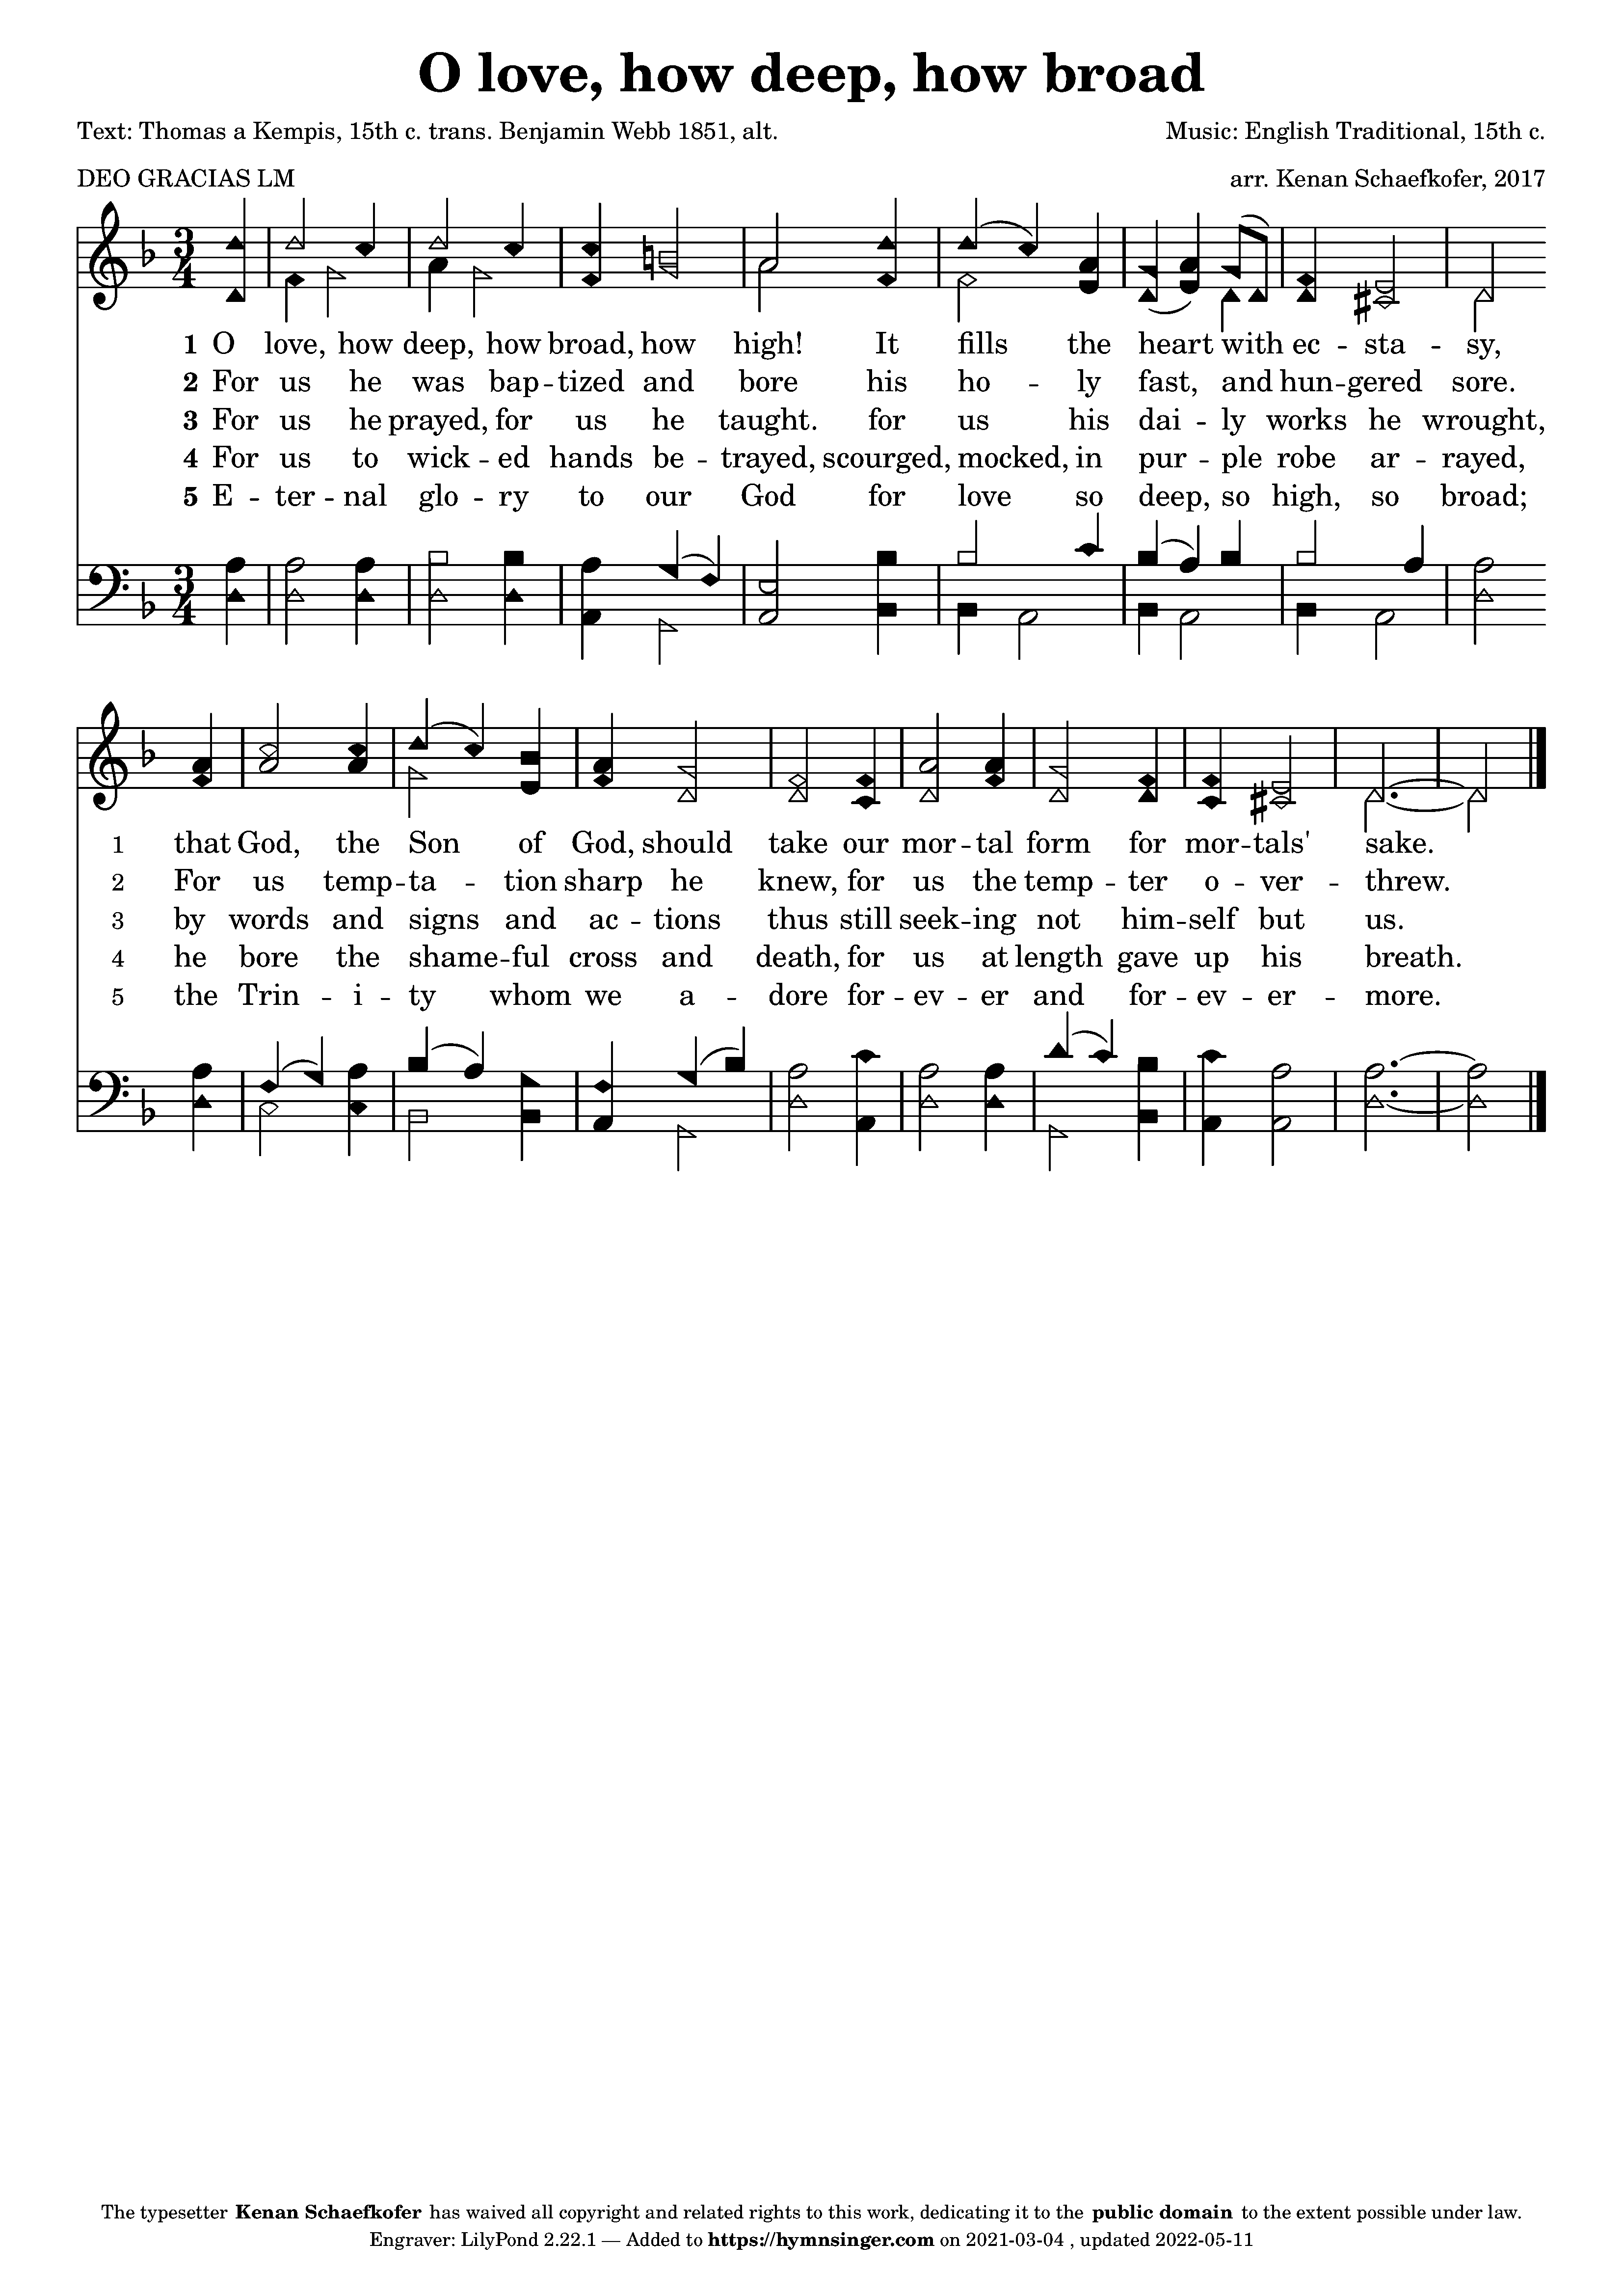 O love, how deep, how broad
Text: Thomas a Kempis, 15th c. trans. Benjamin Webb 1851, alt.
Music: English Traditional, 15th c.
DEO GRACIAS LM
arr. Kenan Schaefkofer, 2017
3 4
1 O love, how deep, how broad, how high! It fills the heart with ec -- sta -- sy,
2 For us he was bap -- tized and bore his ho -- ly fast, and hun -- gered sore.
3 For us he prayed, for us he taught. for us his dai -- ly works he wrought,
4 For us to wick -- ed hands be -- trayed, scourged, mocked, in pur -- ple robe ar -- rayed,
5 E -- ter -- nal glo -- ry to our God for love so deep, so high, so broad;
3 4
1 that God, the Son of God, should take our mor -- tal form for mor -- tals' sake.
2 For us temp -- ta -- tion sharp he knew, for us the temp -- ter o -- ver -- threw.
3 by words and signs and ac -- tions thus still seek -- ing not him -- self but us.
4 he bore the shame -- ful cross and death, for us at length gave up his breath.
5 the Trin -- i -- ty whom we a -- dore for -- ev -- er and for -- ev -- er -- more.
The typesetter Kenan Schaefkofer has waived all copyright and related rights to this work, dedicating it to the public domain to the extent possible under law.
Engraver: LilyPond 2.22.1 — Added to https://hymnsinger.com on 2021-03-04 , updated 2022-05-11